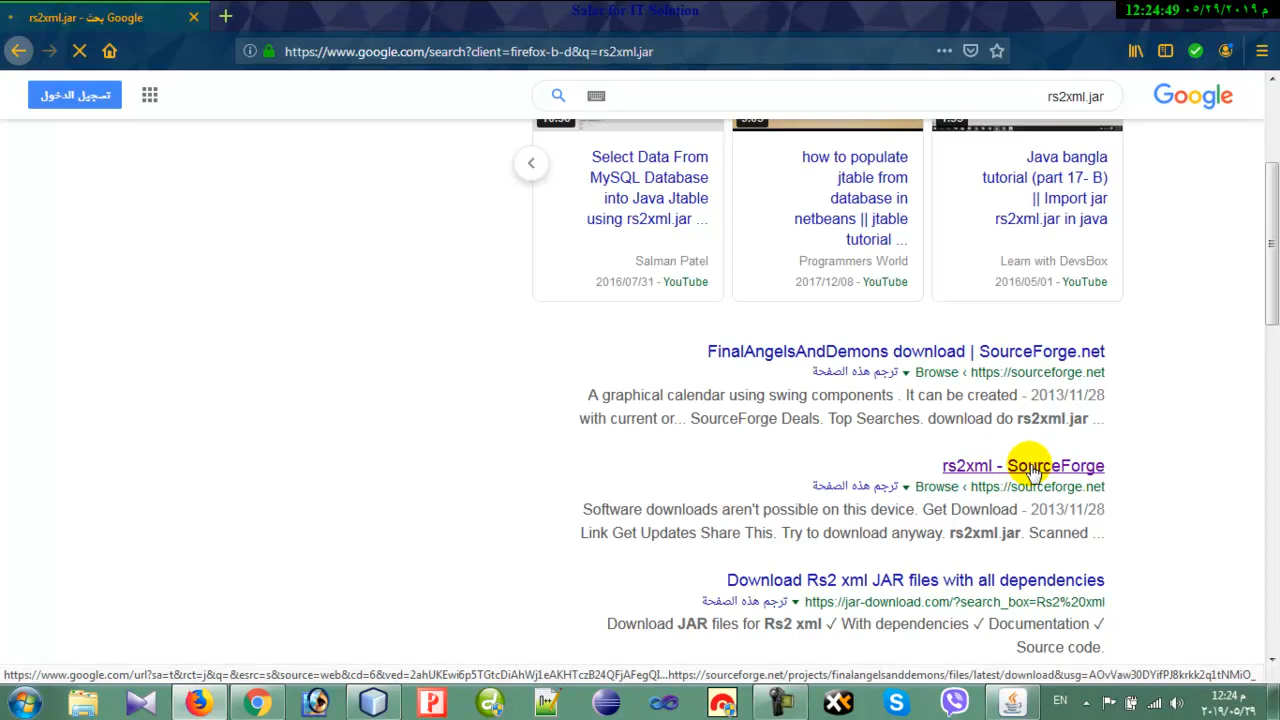 rs2xml.jar - بحث Google
Salar for IT Solution
12:24:49 م ٠٥/٢٩/٢٠١٩
https://www.google.com/search?client=firefox-b-d&q=rs2xml.jar
تسجيل الدخول
rs2xml.jar
Google
Select Data From
MySQL Database
into Java Jtable
using rs2xml.jar ...
Salman Patel
2016/07/31 - YouTube
how to populate
jtable from
database in
netbeans || jtable
tutorial ...
Programmers World
2017/12/08 - YouTube
Java bangla
tutorial (part 17- B)
|| Import jar
rs2xml.jar in java
Learn with DevsBox
2016/05/01 - YouTube
FinalAngelsAndDemons download | SourceForge.net
ترجم هذه الصفحة ▾ Browse ‹ https://sourceforge.net
A graphical calendar using swing components . It can be created - 2013/11/28
with current or... SourceForge Deals. Top Searches. download do rs2xml.jar ...
rs2xml - SourceForge
ترجم هذه الصفحة ▾ Browse ‹ https://sourceforge.net
Software downloads aren't possible on this device. Get Download - 2013/11/28
Link Get Updates Share This. Try to download anyway. rs2xml.jar. Scanned ...
Download Rs2 xml JAR files with all dependencies
ترجم هذه الصفحة ▾ https://jar-download.com/?search_box=Rs2%20xml
Download JAR files for Rs2 xml ✓ With dependencies ✓ Documentation ✓
Source code.
EN
12:24 م
٢٠١٩/٠٥/٢٩